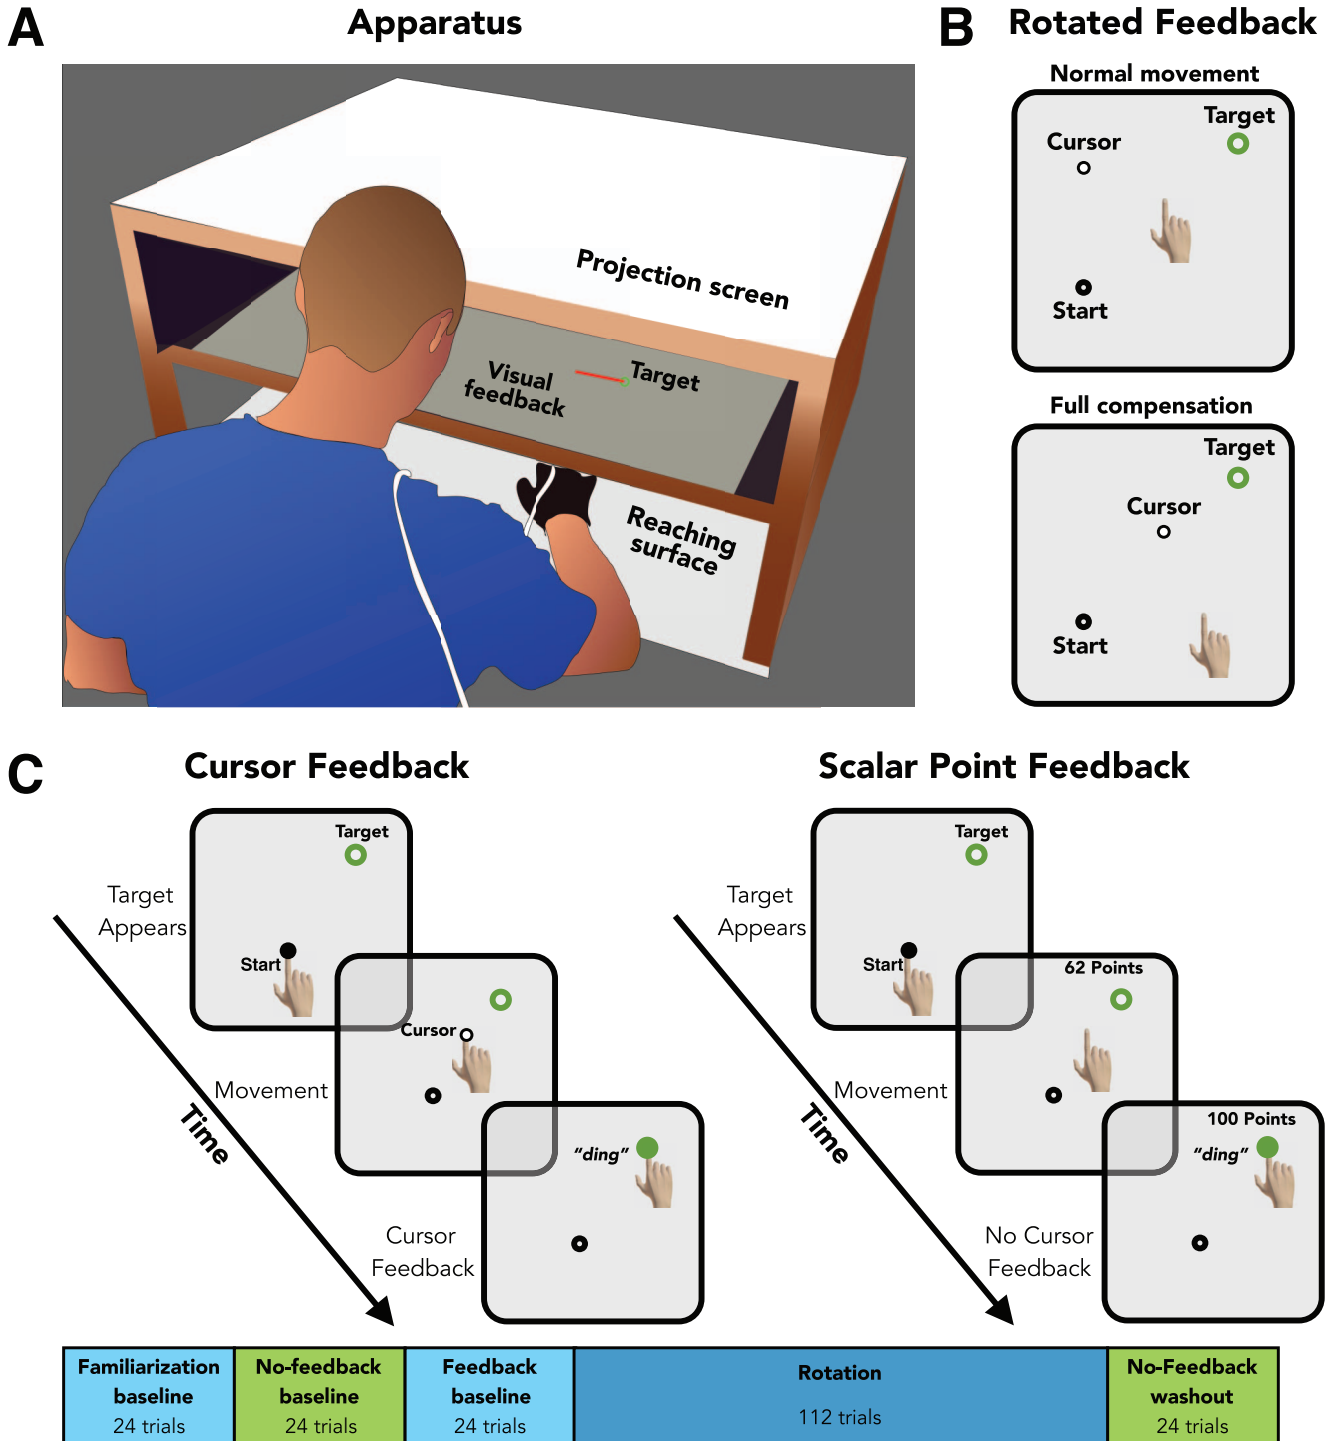 A
Apparatus
Projection screen
Visual
feedback
Target
Reaching
surface
B
Rotated Feedback
Normal movement
Target
Cursor
Start
Full compensation
Target
Cursor
Start
C
Cursor Feedback
Target
Target
Appears
Start
Cursor
Movement
Time
"ding"
Cursor
Feedback
Scalar Point Feedback
Target
Target
Appears
Start
62 Points
Movement
Time
100 Points
"ding"
No Cursor
Feedback
Familiarization
baseline
24 trials
No-feedback
baseline
24 trials
Feedback
baseline
24 trials
Rotation
112 trials
No-Feedback
washout
24 trials